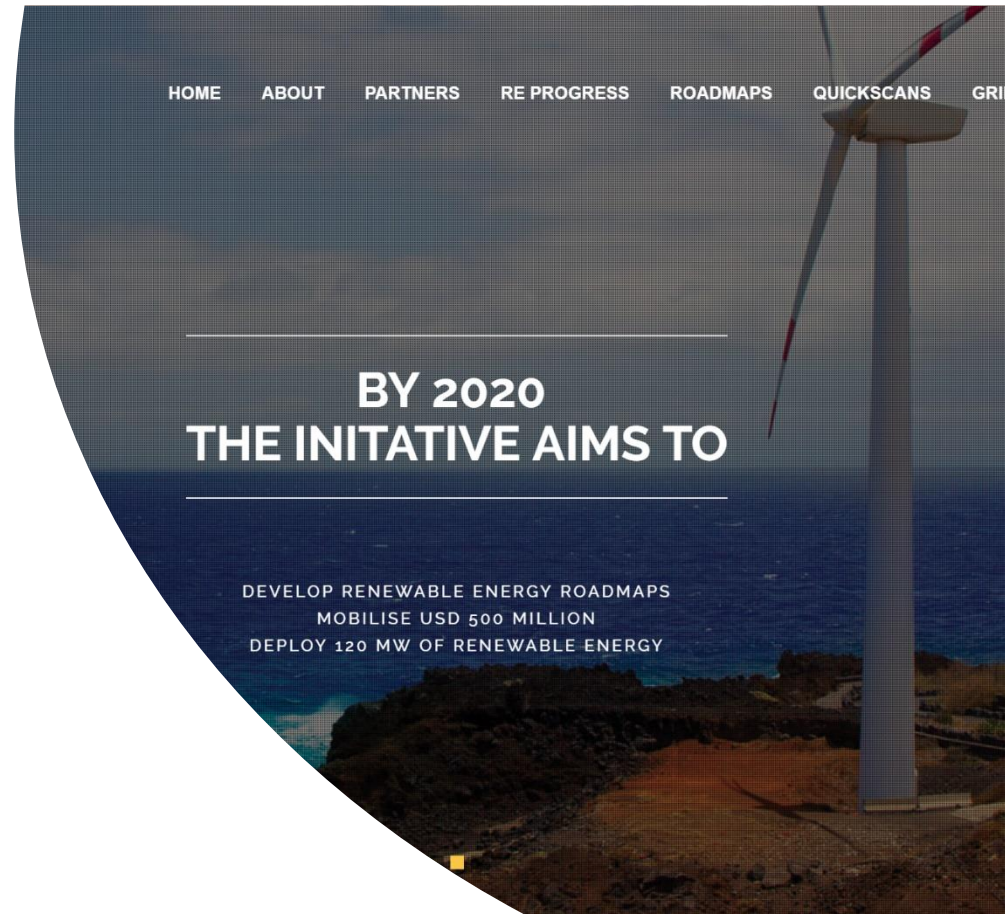 HOME ABOUT PARTNERS RE PROGRESS ROADMAPS QUICKSCANS GRI
BY 2020
THE INITATIVE AIMS TO
DEVELOP RENEWABLE ENERGY ROADMAPS
MOBILISE USD 500 MILLION
DEPLOY 120 MW OF RENEWABLE ENERGY